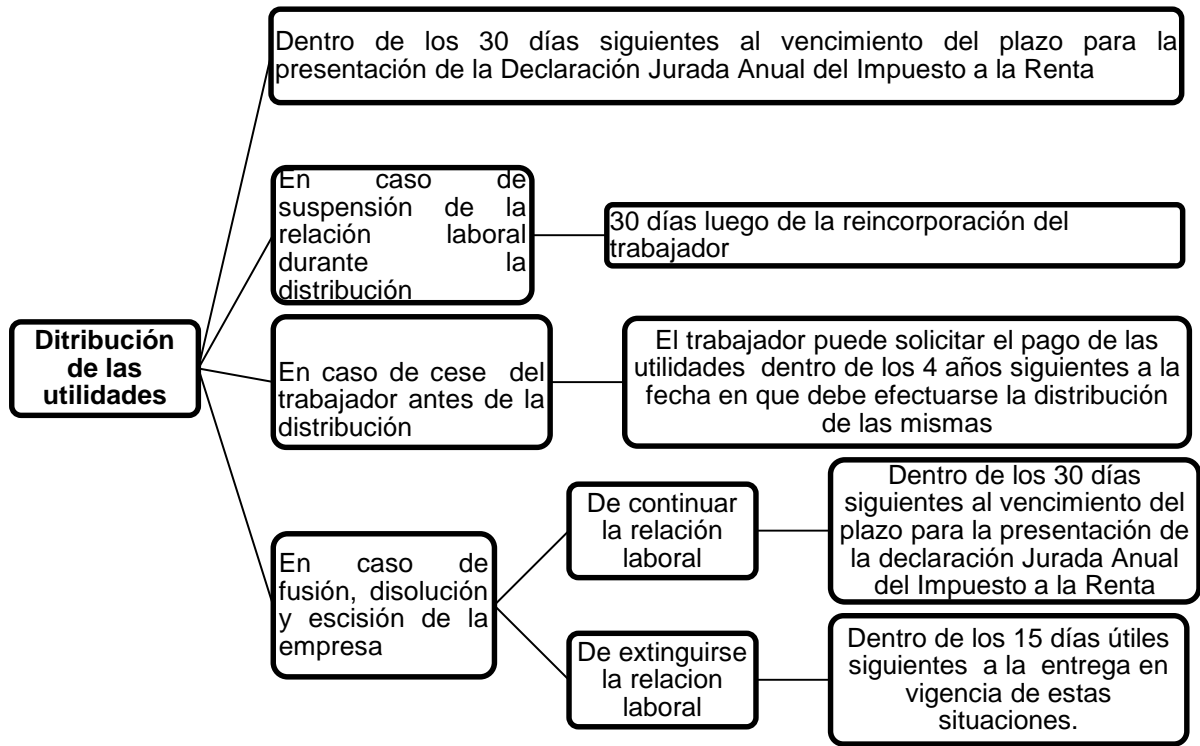 Dentro de los 30 días siguientes al vencimiento del plazo para la
presentación de la Declaración Jurada Anual del Impuesto a la Renta
En caso de
suspensión de la
relación laboral
durante la
distribución
30 días luego de la reincorporación del
trabajador
Ditribución
de las
utilidades
En caso de cese del
trabajador antes de la
distribución
El trabajador puede solicitar el pago de las
utilidades dentro de los 4 años siguientes a la
fecha en que debe efectuarse la distribución
de las mismas
En caso de
fusión, disolución
y escisión de la
empresa
De continuar
la relación
laboral
Dentro de los 30 días
siguientes al vencimiento del
plazo para la presentación de
la declaración Jurada Anual
del Impuesto a la Renta
De extinguirse
la relacion
laboral
Dentro de los 15 días útiles
siguientes a la entrega en
vigencia de estas
situaciones.